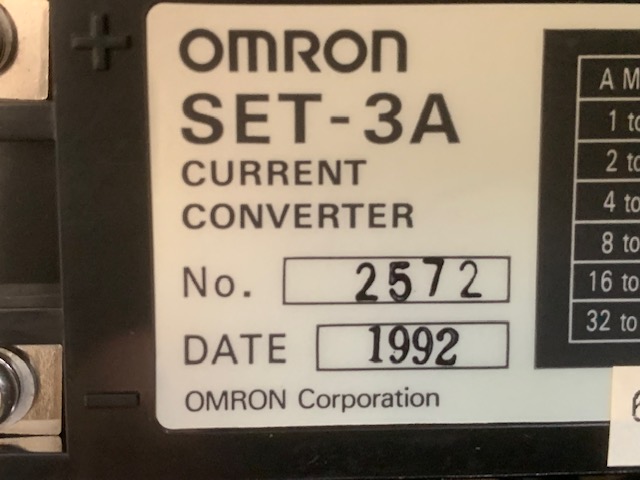 +
OMRON
SET-3A
CURRENT
CONVERTER
No. 2572
DATE 1992
OMRON Corporation
-
A M
1 to
2 to
4 to
8 to
16 to
32 to